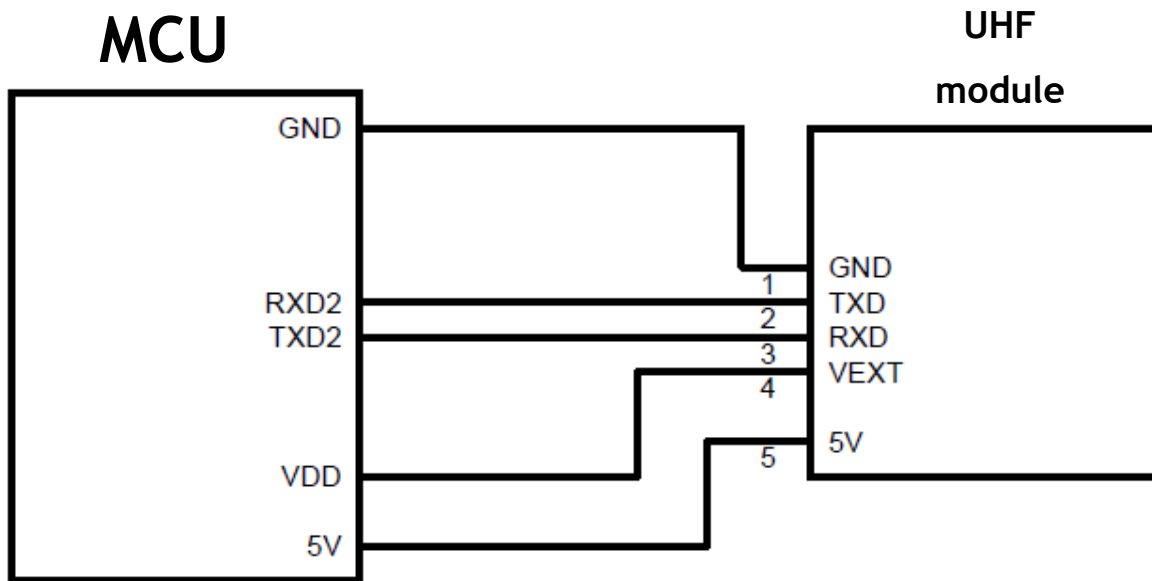 MCU
GND
RXD2
TXD2
VDD
5V
1
2
3
4
5
UHF
module
GND
TXD
RXD
VEXT
5V